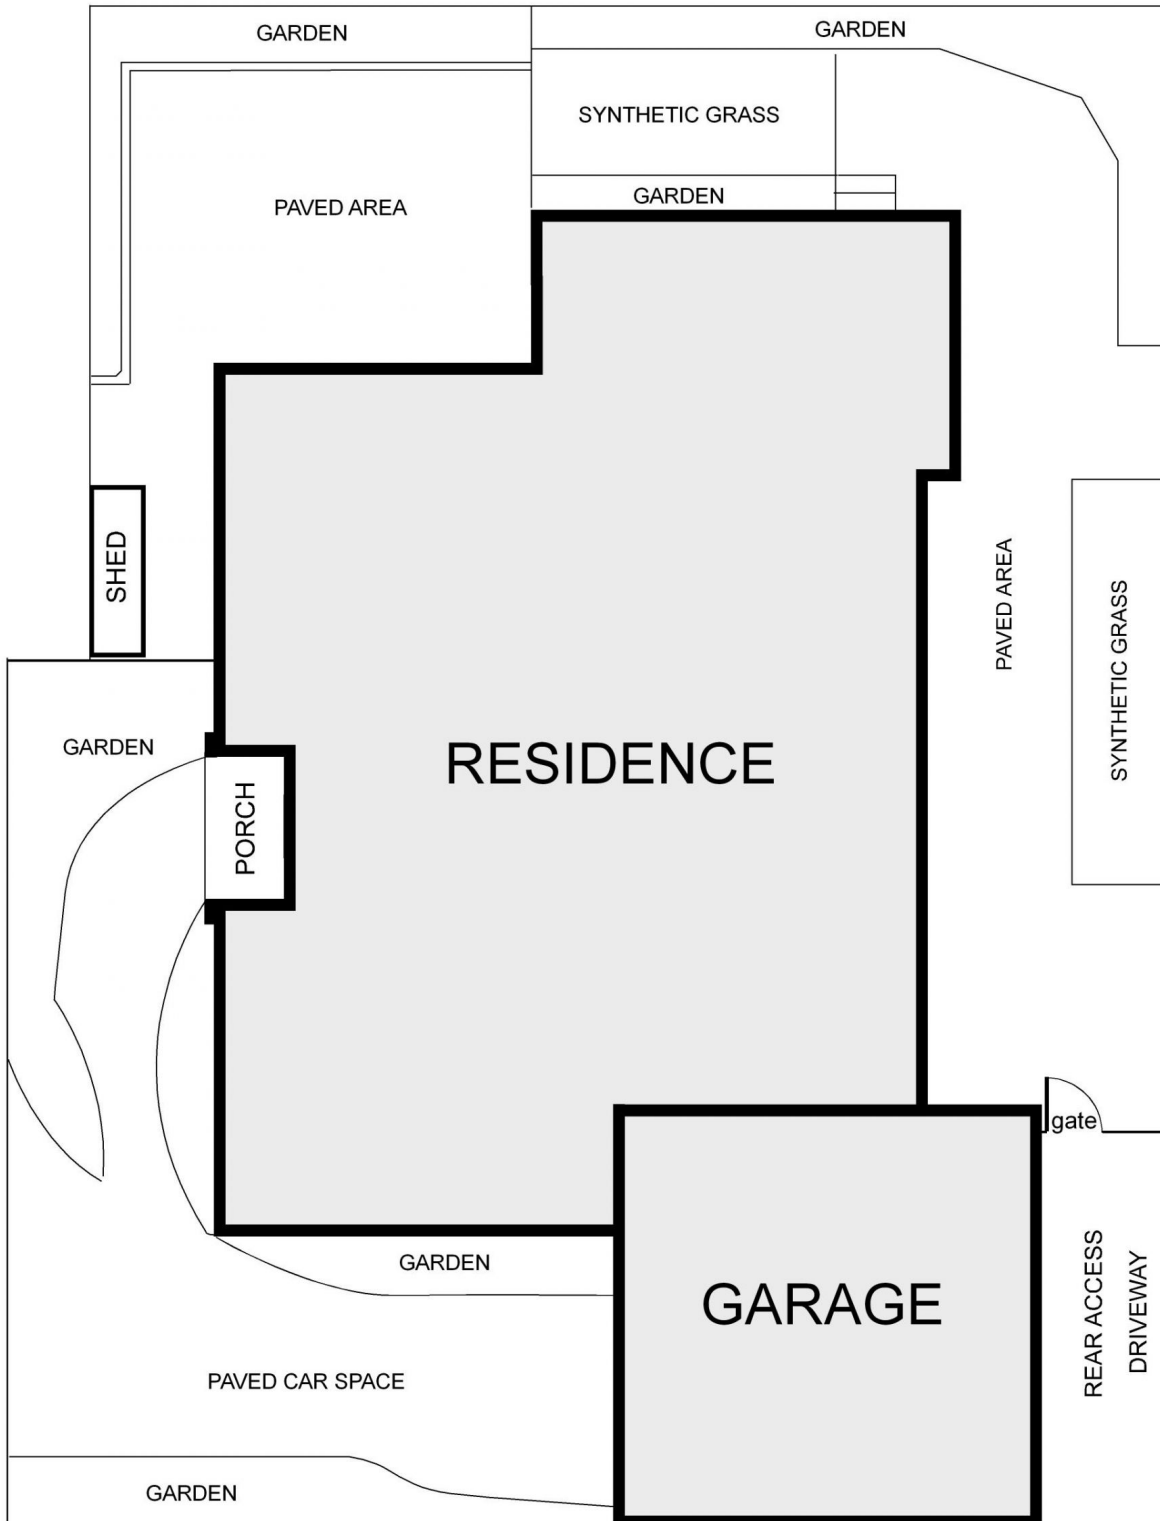 GARDEN
GARDEN
SYNTHETIC GRASS
GARDEN
PAVED AREA
SHED
PAVED AREA
SYNTHETIC GRASS
GARDEN
RESIDENCE
PORCH
gate
GARDEN
REAR ACCESS
DRIVEWAY
GARAGE
PAVED CAR SPACE
GARDEN